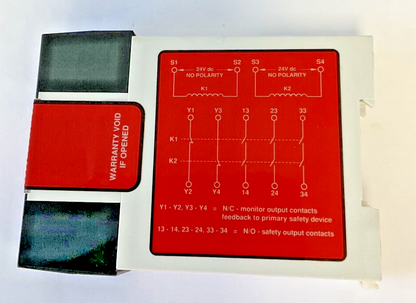 S1 S2 S3 S4
24V dc 24V dc
NO POLARITY NO POLARITY
K1 K2
Y1 Y3 13 23 33
K1
K2
Y2 Y4 14 24 34
Y1 - Y2, Y3 - Y4 = N/C - monitor output contacts
feedback to primary safety device
13 - 14, 23 - 24, 33 - 34 = N/O - safety output contacts
WARRANTY VOID
IF OPENED